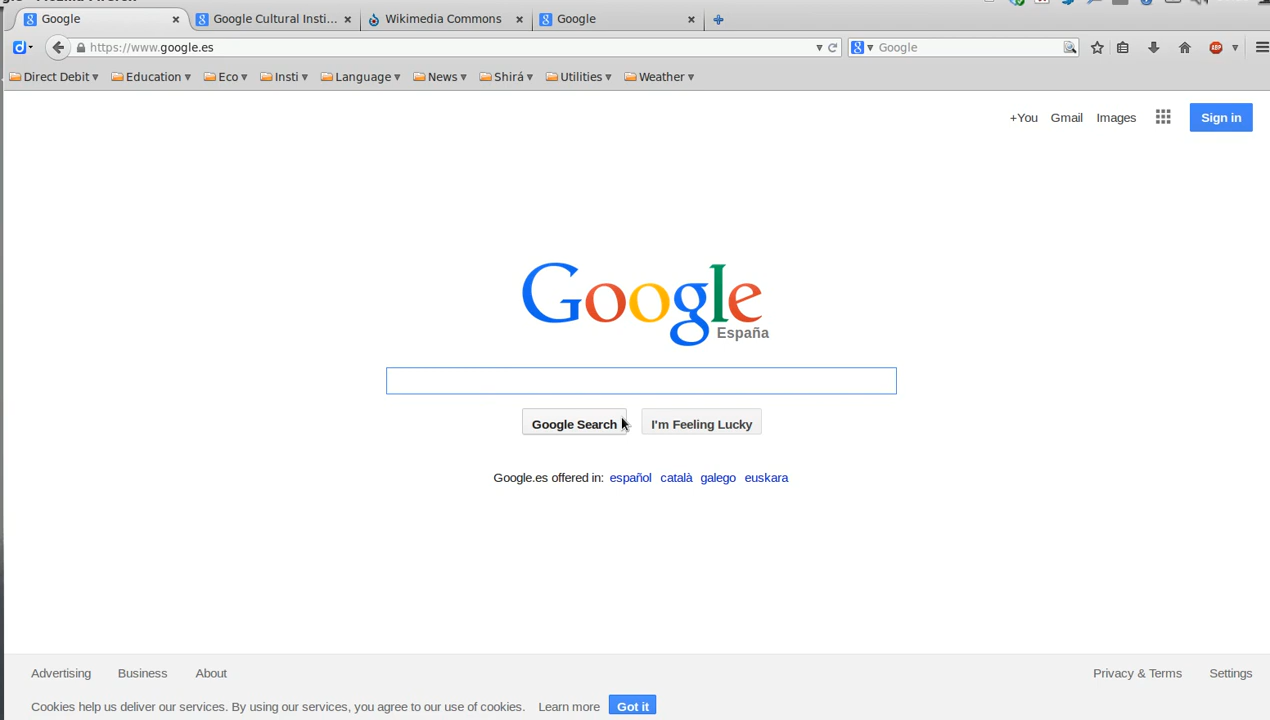 Google
Google Cultural Insti...
Wikimedia Commons
Google
https://www.google.es
Google
Direct Debit
Education
Eco
Insti
Language
News
Shirá
Utilities
Weather
+You
Gmail
Images
Sign in
Google
España
Google Search
I'm Feeling Lucky
Google.es offered in: español català galego euskara
Advertising
Business
About
Privacy & Terms
Settings
Cookies help us deliver our services. By using our services, you agree to our use of cookies. Learn more
Got it